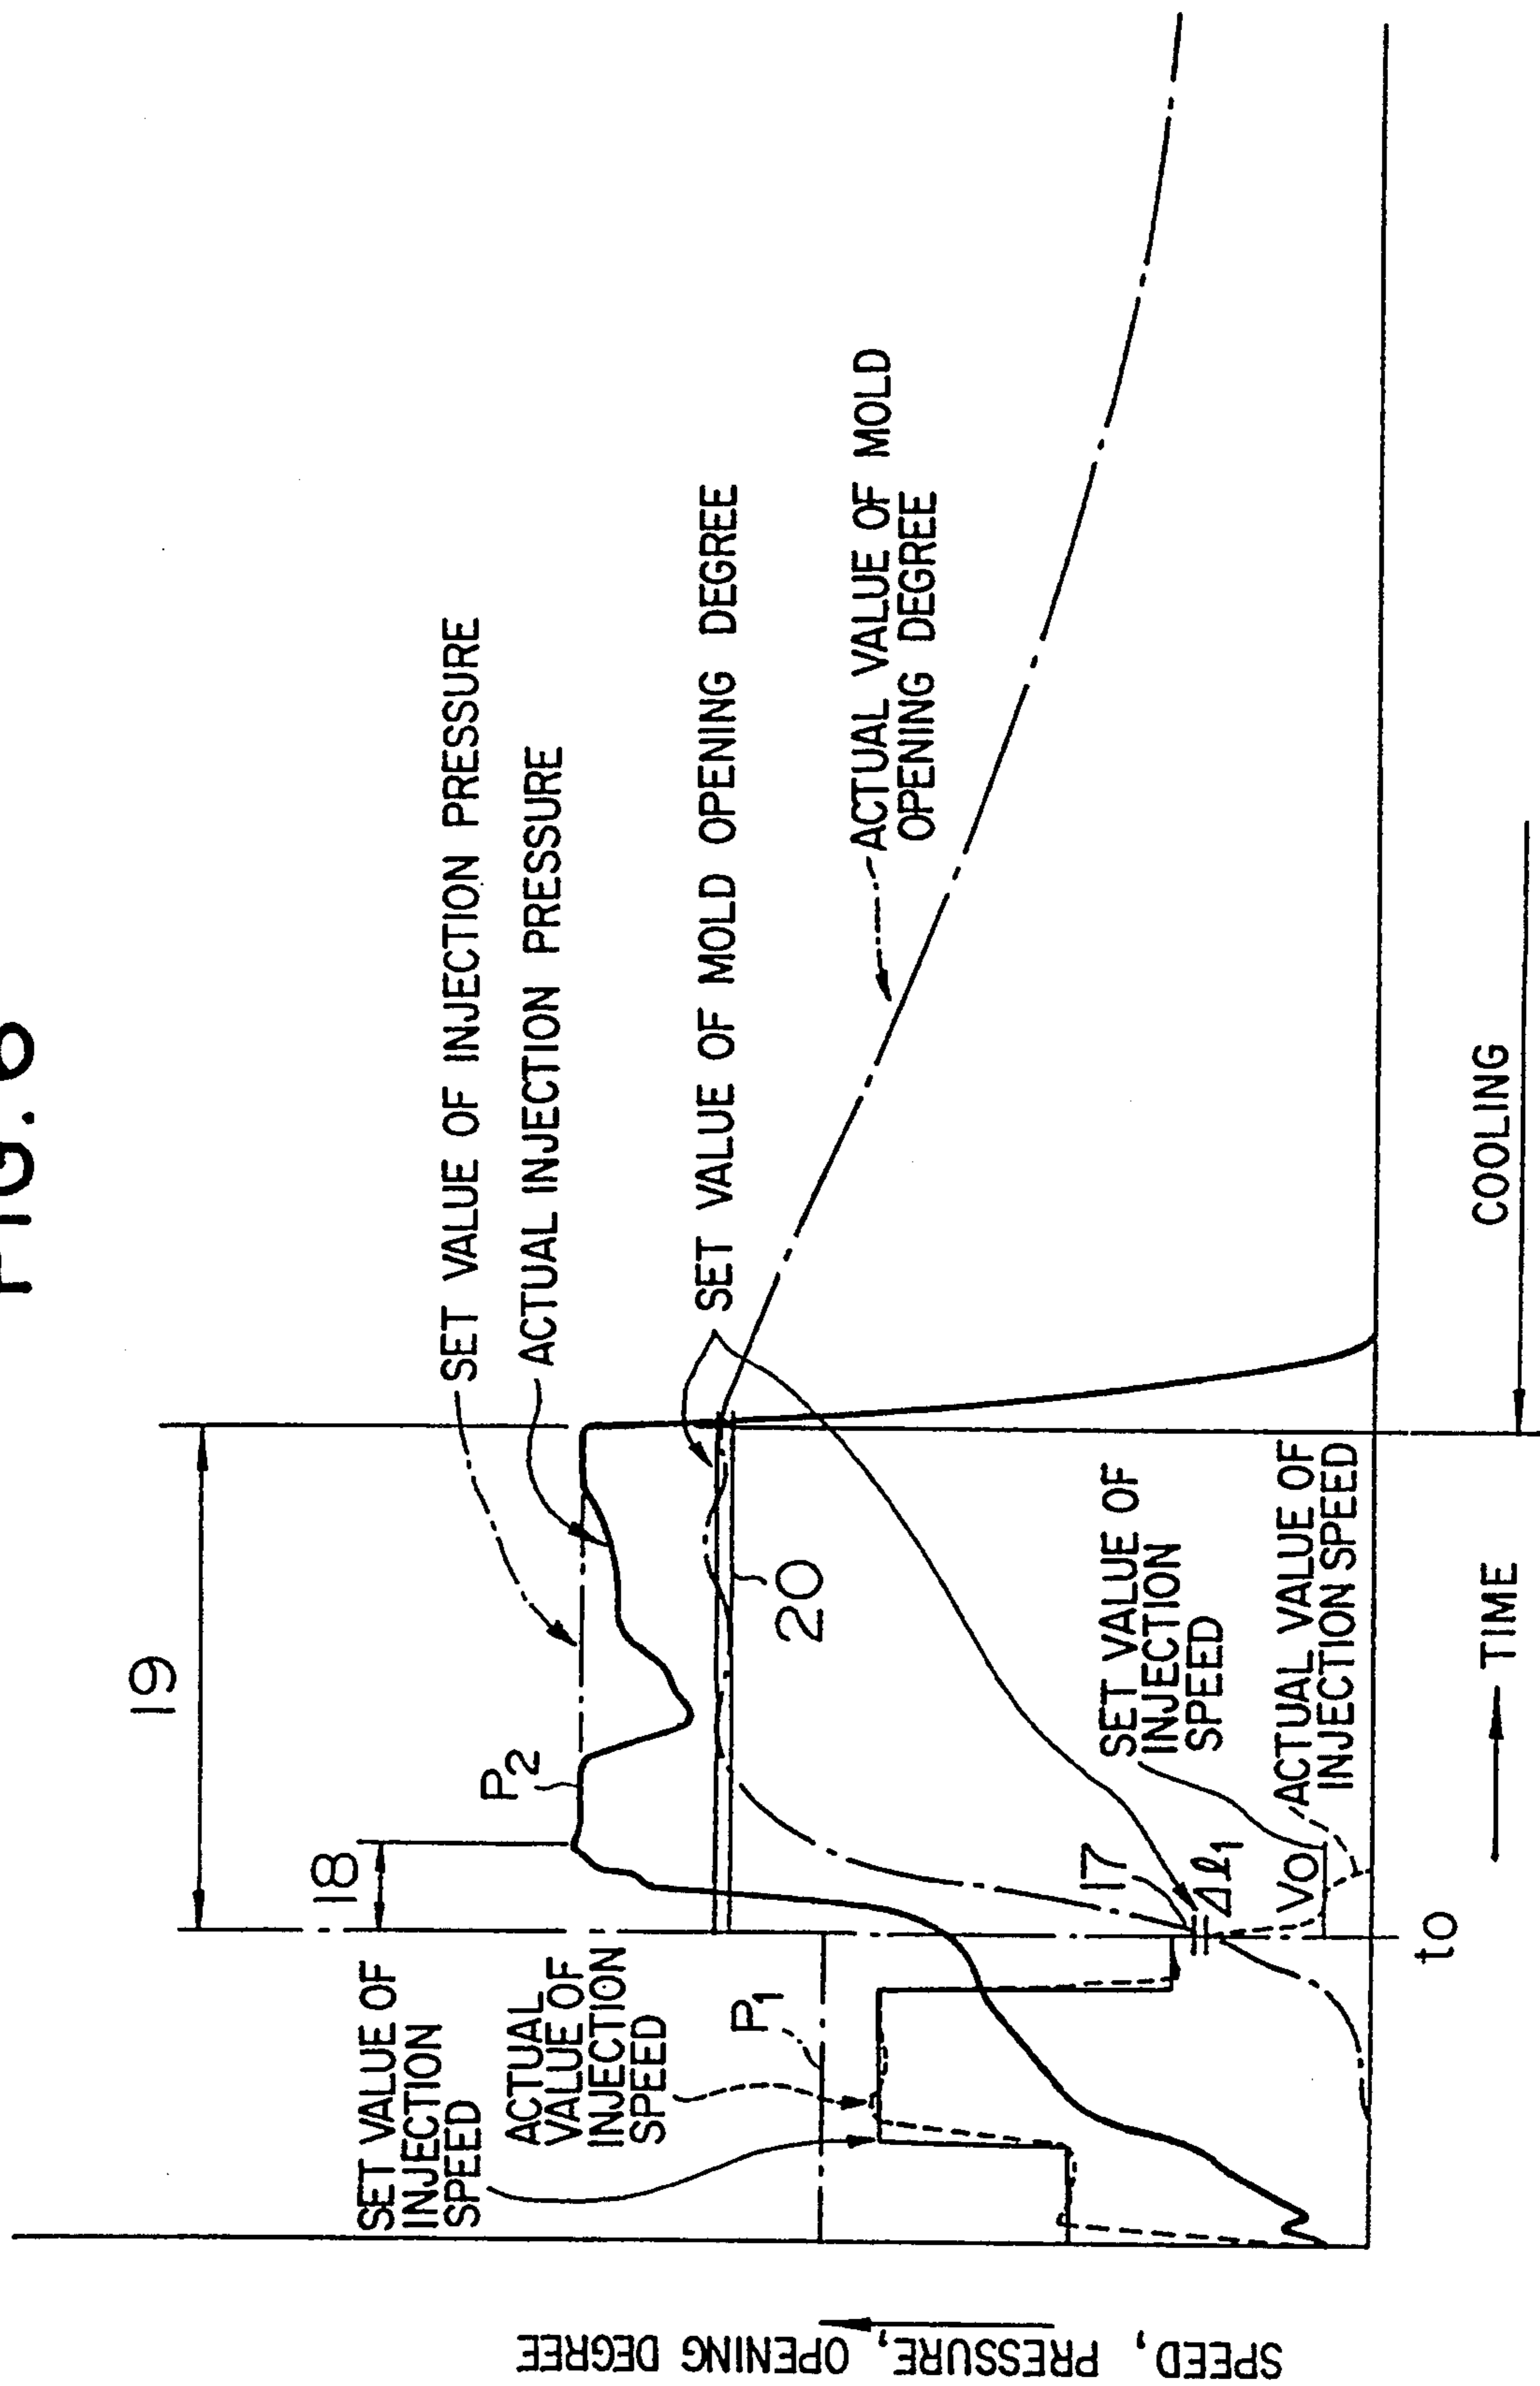 FIG. 8
19
18
P2
SET VALUE OF INJECTION PRESSURE
ACTUAL INJECTION PRESSURE
SET VALUE OF MOLD OPENING DEGREE
ACTUAL VALUE OF MOLD
OPENING DEGREE
SET VALUE OF
INJECTION
SPEED
ACTUAL
VALUE OF
INJECTION
SPEED
P1
20
17
Δℓ1
SET VALUE OF
INJECTION
SPEED
VO
ACTUAL VALUE OF
INJECTION SPEED
to
TIME
COOLING
SPEED, PRESSURE, OPENING DEGREE